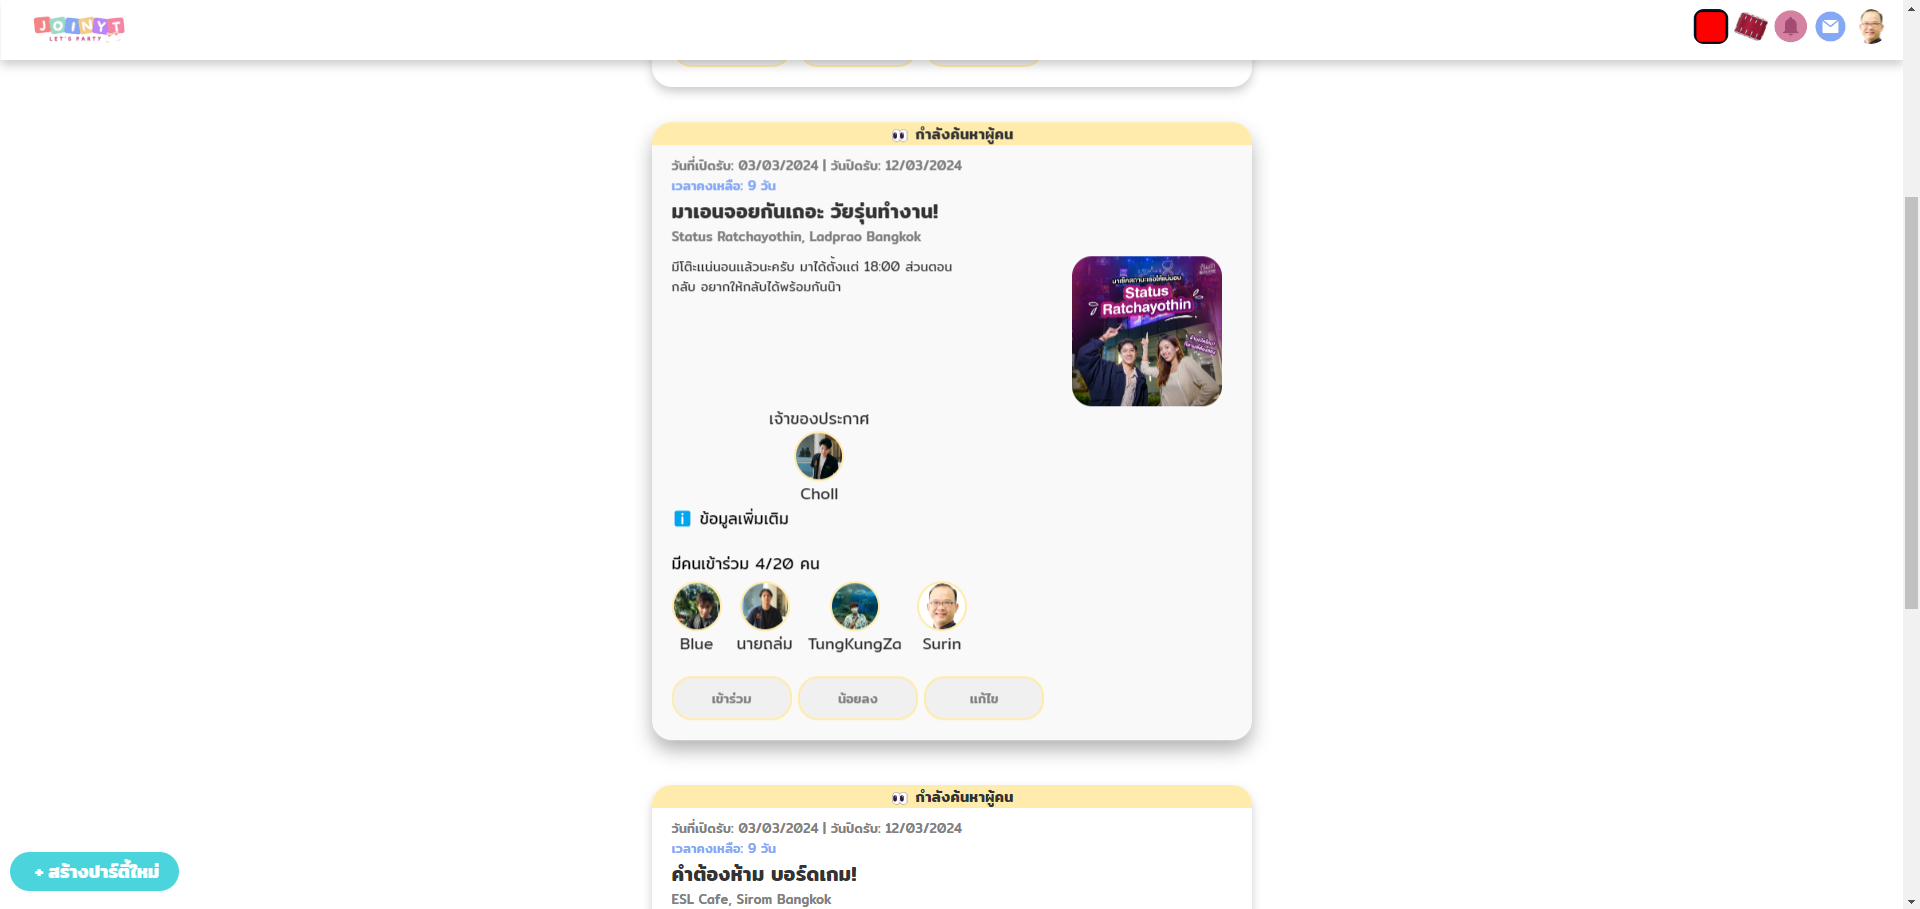 JOINYT
LET'S PARTY
กำลังค้นหาผู้คน
วันที่เปิดรับ: 03/03/2024 | วันปิดรับ: 12/03/2024
เวลาคงเหลือ: 9 วัน
มาเอนจอยกันเถอะ วัยรุ่นทำงาน!
Status Ratchayothin, Ladprao Bangkok
มีโต๊ะแน่นอนแล้วนะครับ มาได้ตั้งแต่ 18:00 ส่วนตอน
กลับ อยากให้กลับได้พร้อมกันน๊า
Status
Ratchayothin
เจ้าของประกาศ
Choll
i ข้อมูลเพิ่มเติม
มีคนเข้าร่วม 4/20 คน
Blue นายถล่ม TungKungZa Surin
เข้าร่วม น้อยลง แก้ไข
กำลังค้นหาผู้คน
วันที่เปิดรับ: 03/03/2024 | วันปิดรับ: 12/03/2024
เวลาคงเหลือ: 9 วัน
คำต้องห้าม บอร์ดเกม!
ESL Cafe, Sirom Bangkok
+ สร้างปาร์ตี้ใหม่